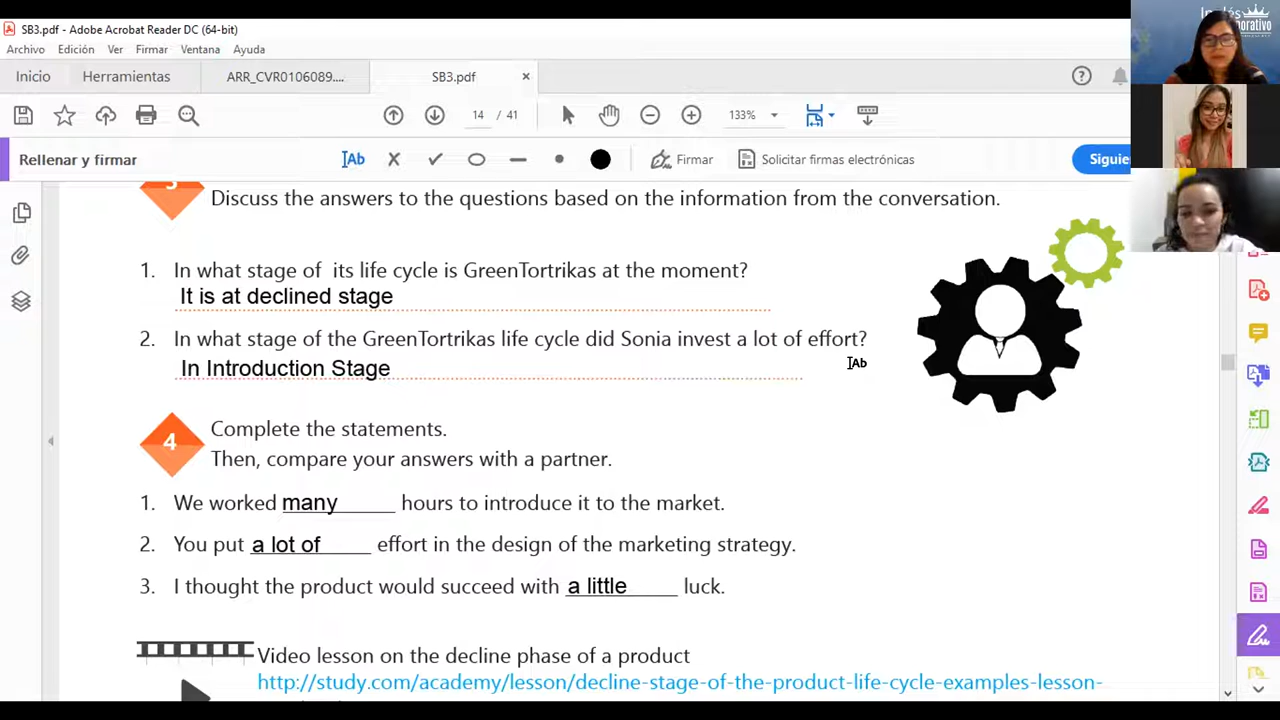 SB3.pdf - Adobe Acrobat Reader DC (64-bit)
Archivo Edición Ver Firmar Ventana Ayuda
Inicio Herramientas ARR_CVR0106089.... SB3.pdf ×
14 / 41 133%
Rellenar y firmar Ab Firmar Solicitar firmas electrónicas Siguie
Discuss the answers to the questions based on the information from the conversation.
1. In what stage of its life cycle is GreenTortrikas at the moment?
It is at declined stage
2. In what stage of the GreenTortrikas life cycle did Sonia invest a lot of effort?
Ab
In Introduction Stage
4 Complete the statements.
Then, compare your answers with a partner.
1. We worked many hours to introduce it to the market.
2. You put a lot of effort in the design of the marketing strategy.
3. I thought the product would succeed with a little luck.
Video lesson on the decline phase of a product
http://study.com/academy/lesson/decline-stage-of-the-product-life-cycle-examples-lesson-